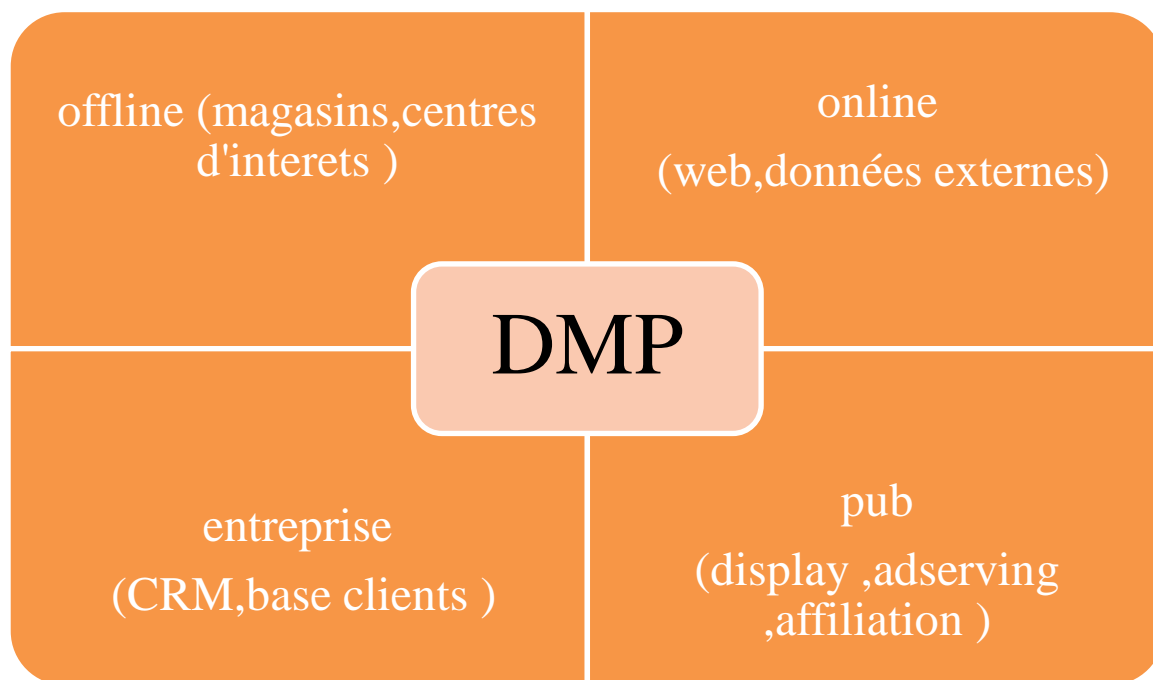 offline (magasins,centres
d'interets )
online
(web,données externes)
DMP
entreprise
(CRM,base clients )
pub
(display ,adserving
,affiliation )